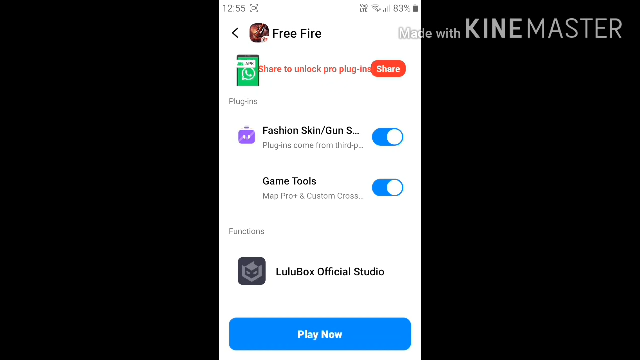 12:55
83%
Made with KINEMASTER
Free Fire
Share to unlock pro plug-ins
Share
Plug-ins
Fashion Skin/Gun S...
Plug-ins come from third-p...
Game Tools
Map Pro+ & Custom Cross...
Functions
LuluBox Official Studio
Play Now